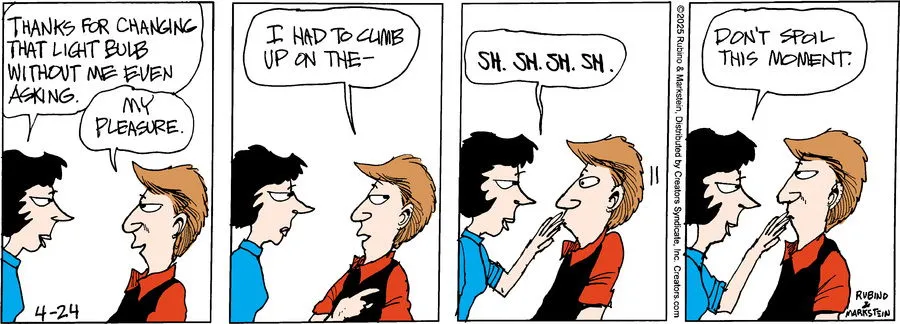 THANKS FOR CHANGING
THAT LIGHT BULB
WITHOUT ME EVEN
ASKING.
MY
PLEASURE.
4-24
I HAD TO CLIMB
UP ON THE-
SH. SH. SH. SH.
©2025 Rubino & Markstein, Distributed by Creators Syndicate, Inc. Creators.com
DON'T SPOIL
THIS MOMENT.
RUBINO
&
MARKSTEIN